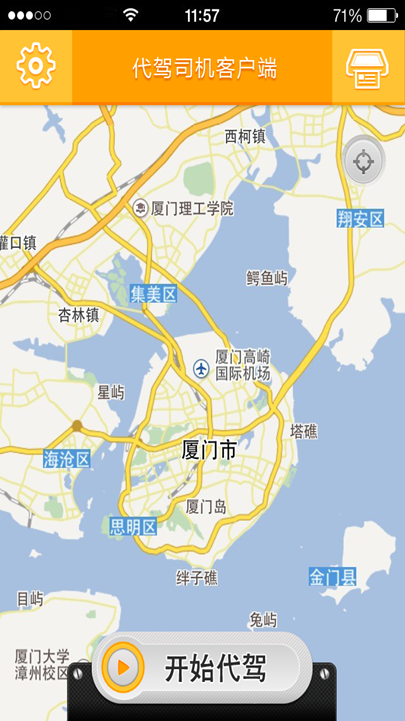 11:57
71%
代驾司机客户端
西柯镇
厦门理工学院
翔安区
灌口镇
鳄鱼屿
集美区
杏林镇
厦门高崎
国际机场
星屿
塔礁
厦门市
海沧区
厦门岛
思明区
绊子礁
金门县
目屿
兔屿
厦门大学
漳州校区
开始代驾